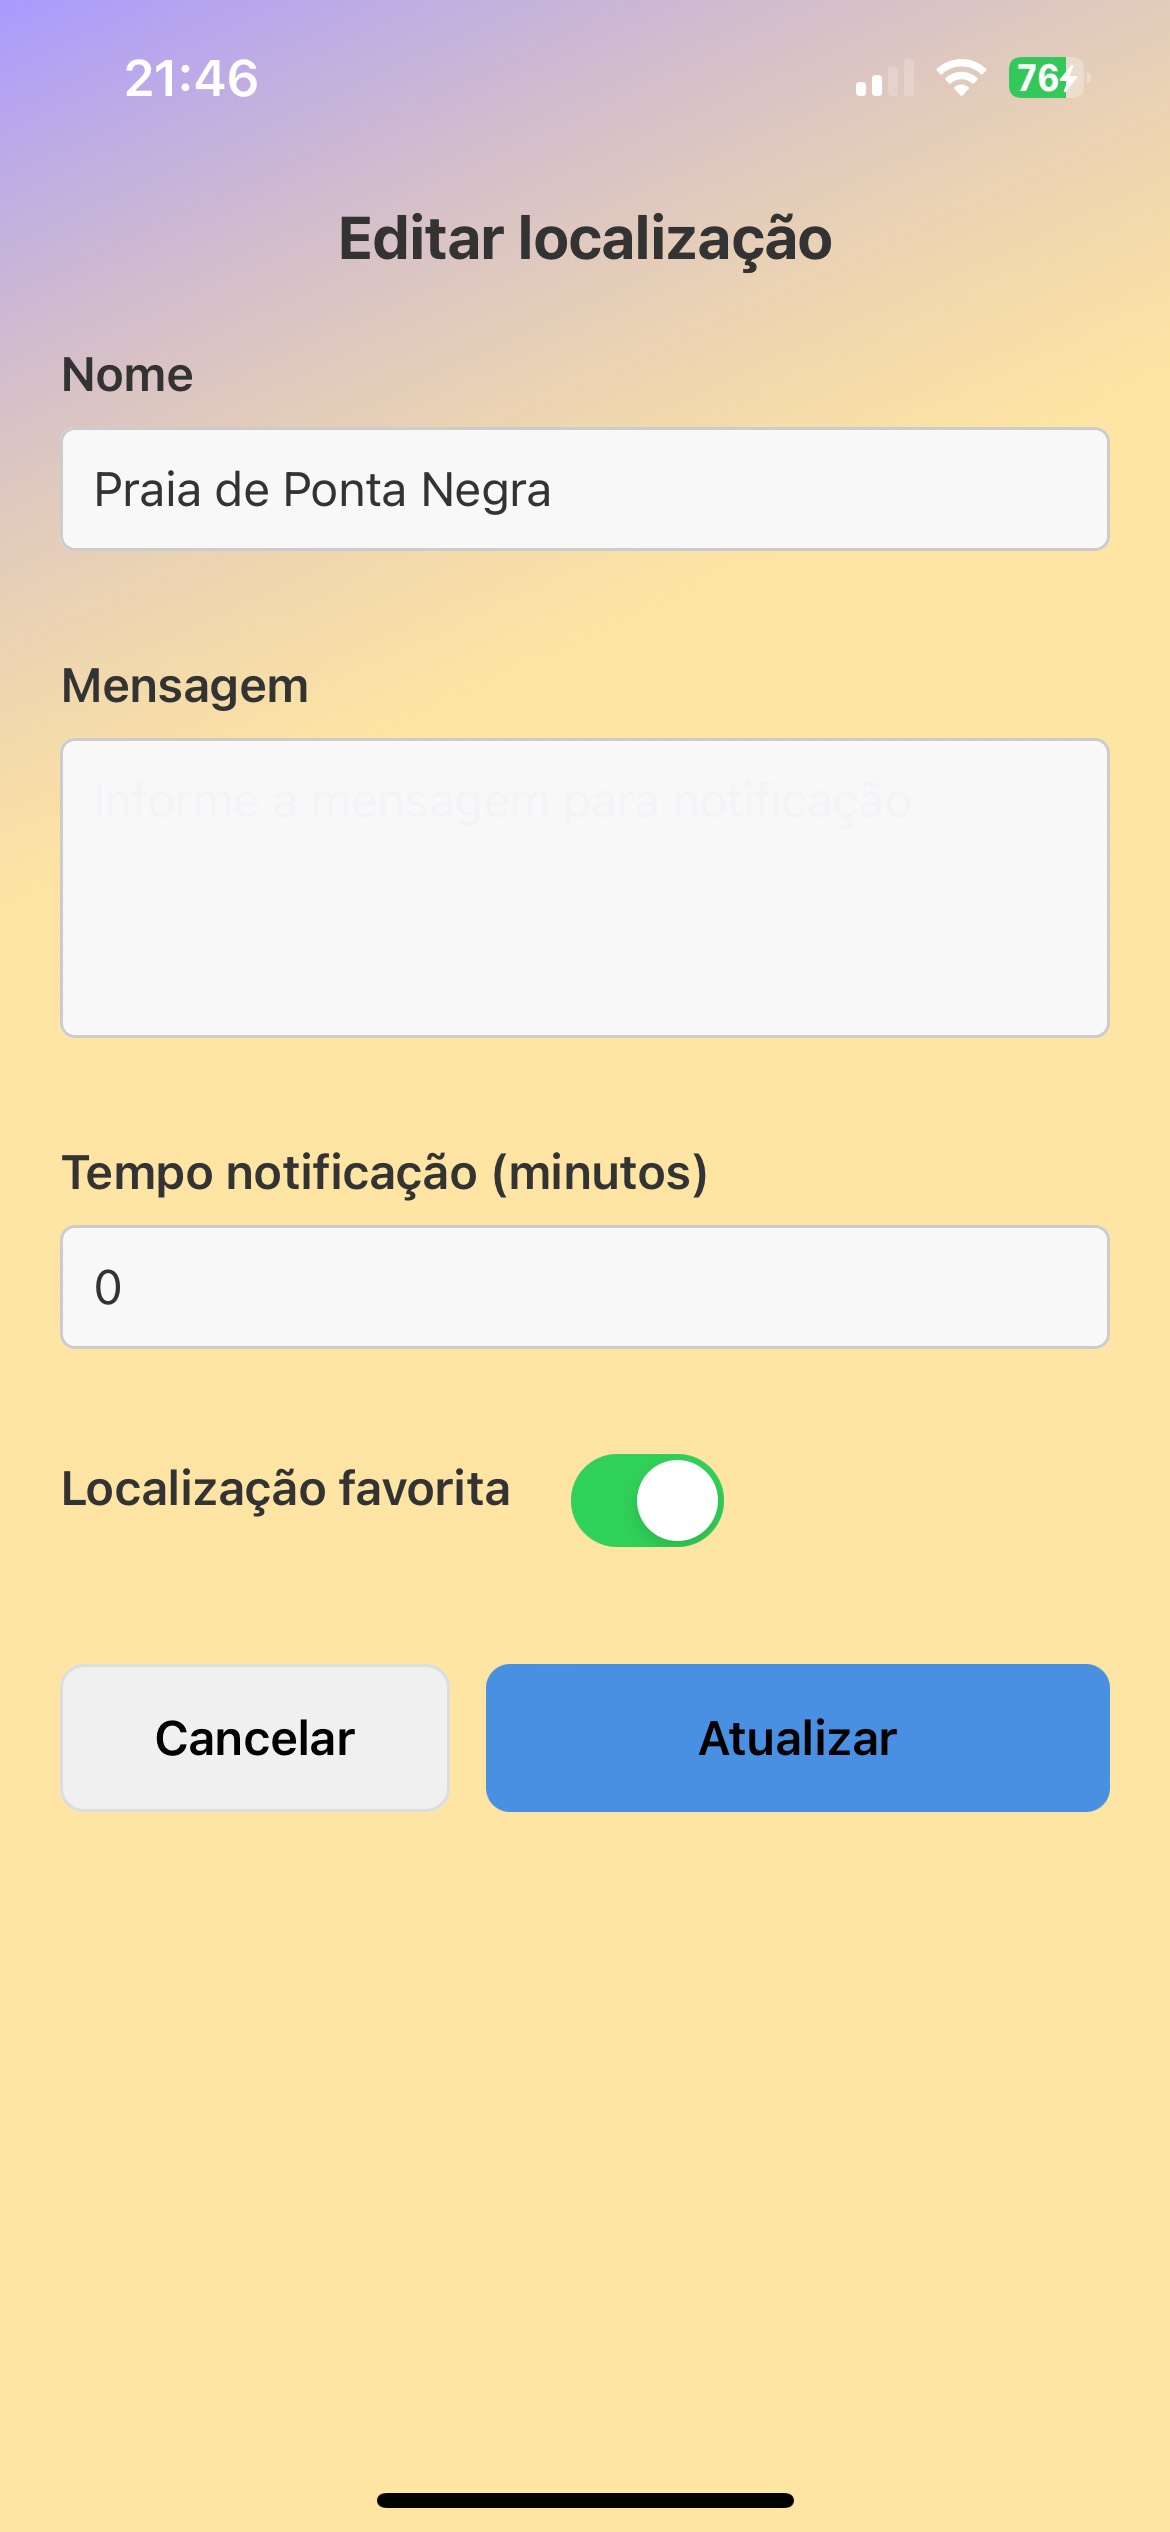 21:46
76
Editar localização
Nome
Praia de Ponta Negra
Mensagem
Informe a mensagem para notificação
Tempo notificação (minutos)
0
Localização favorita
Cancelar
Atualizar